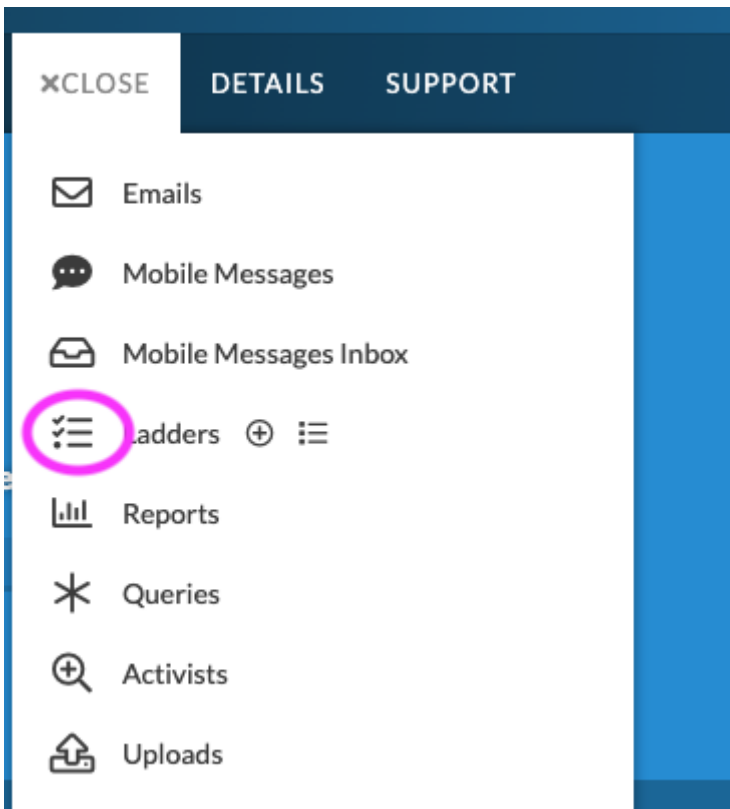 ×CLOSE DETAILS SUPPORT
Emails
Mobile Messages
Mobile Messages Inbox
Ladders
Reports
Queries
Activists
Uploads